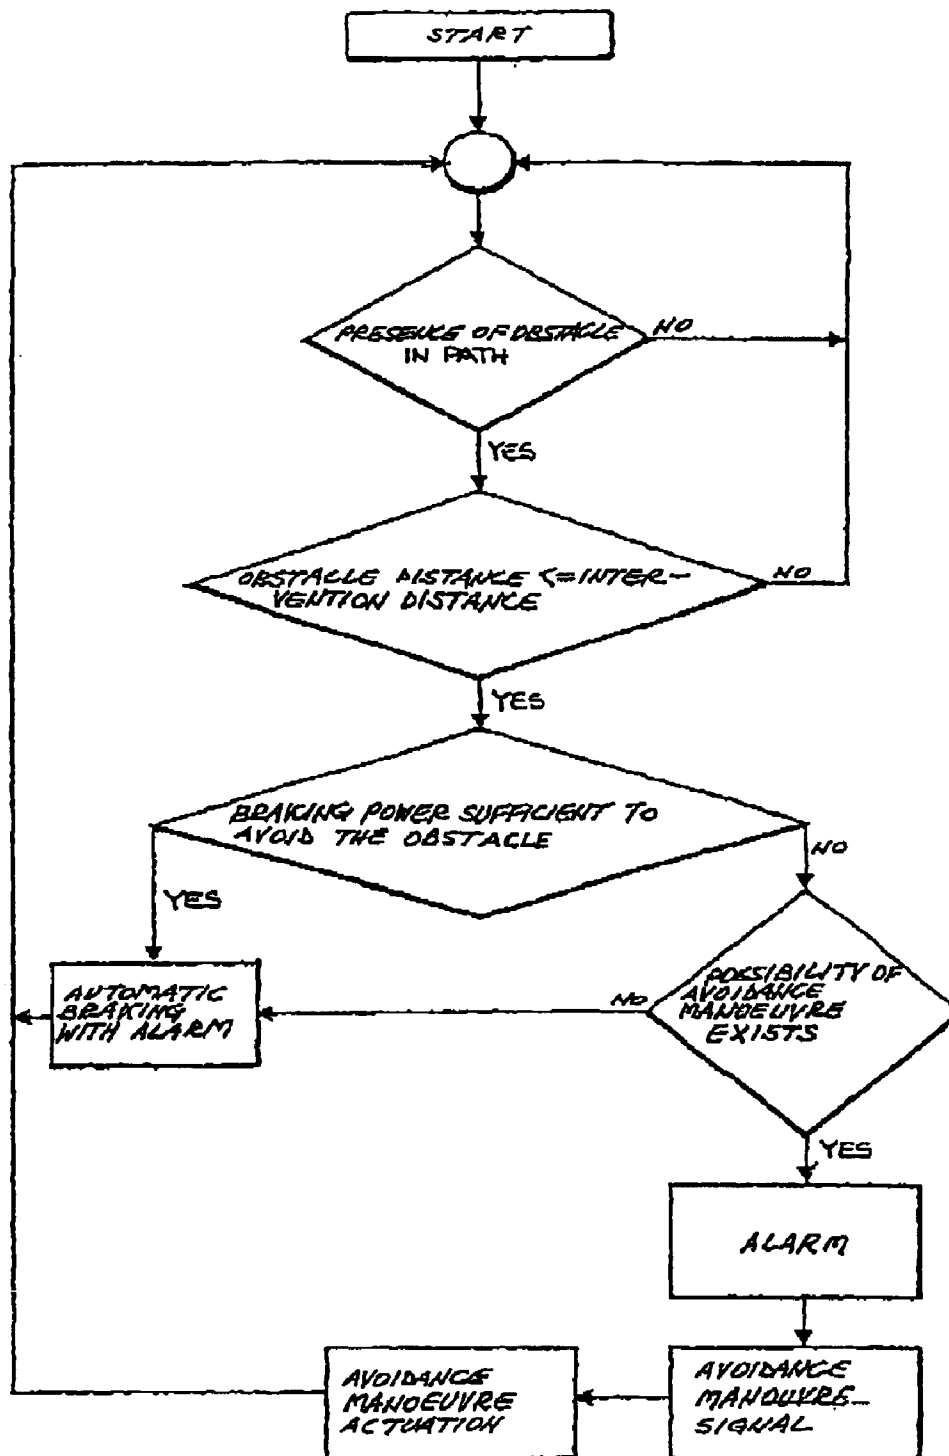 START
PRESENCE OF OBSTACLE
IN PATH
NO
YES
OBSTACLE DISTANCE <=INTER-
VENTION DISTANCE
NO
YES
BRAKING POWER SUFFICIENT TO
AVOID THE OBSTACLE
NO
YES
POSSIBILITY OF
AVOIDANCE
MANOEUVRE
EXISTS
NO
AUTOMATIC
BRAKING
WITH ALARM
YES
ALARM
AVOIDANCE
MANOEUVRE
ACTUATION
AVOIDANCE
MANOUVRE-
SIGNAL